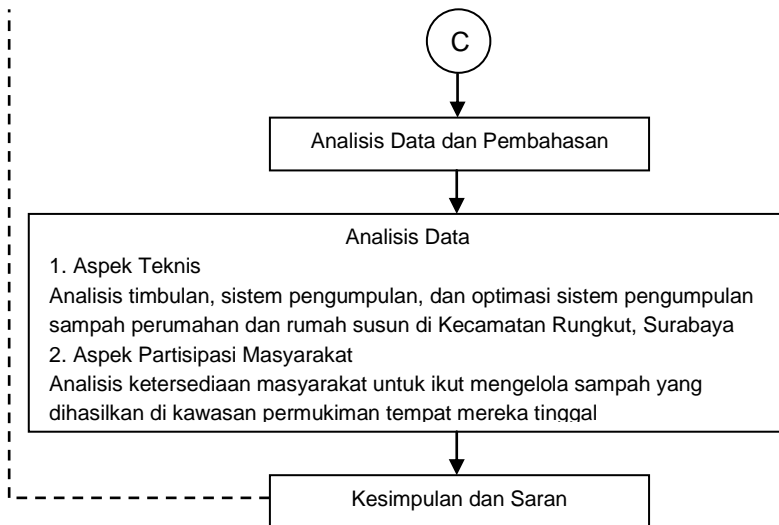 C
Analisis Data dan Pembahasan
Analisis Data
1. Aspek Teknis
Analisis timbulan, sistem pengumpulan, dan optimasi sistem pengumpulan
sampah perumahan dan rumah susun di Kecamatan Rungkut, Surabaya
2. Aspek Partisipasi Masyarakat
Analisis ketersediaan masyarakat untuk ikut mengelola sampah yang
dihasilkan di kawasan permukiman tempat mereka tinggal
Kesimpulan dan Saran